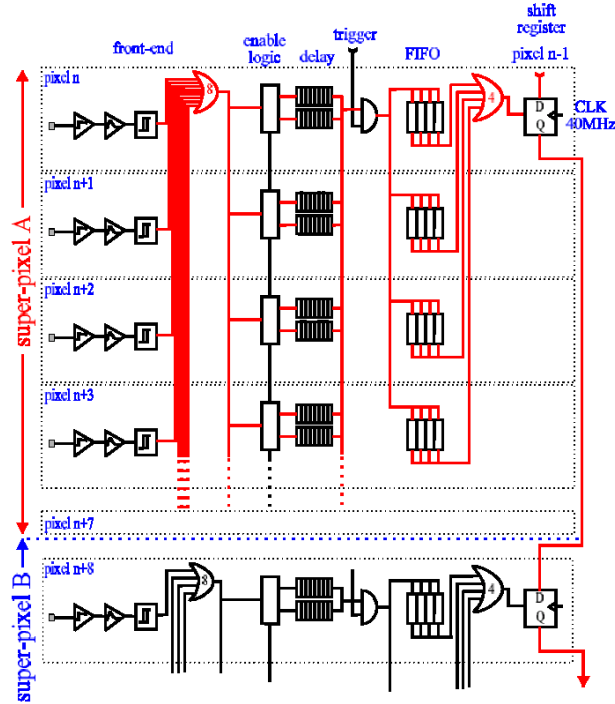 front-end
enable
logic
delay
trigger
FIFO
shift
register
pixel n-1
pixel n
8
4
D
Q
CLK
40MHz
pixel n+1
pixel n+2
pixel n+3
pixel n+7
super-pixel A
pixel n+8
8
4
D
Q
super-pixel B